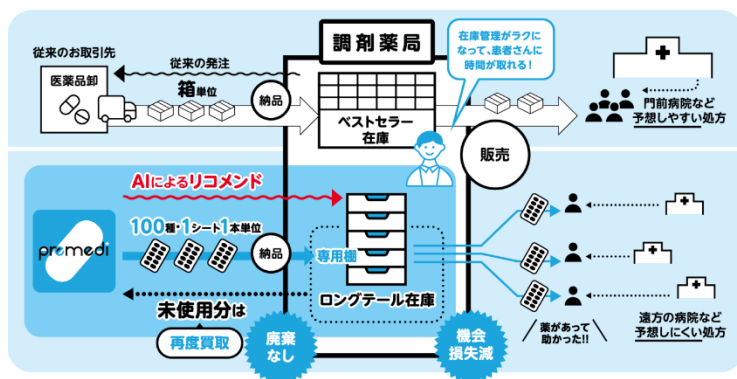 調剤薬局
在庫管理がラクに
なって、患者さんに
時間が取れる!
従来のお取引先
医薬品卸
従来の発注
箱単位
納品
ベストセラー
在庫
販売
門前病院など
予想しやすい処方
AIによるリコメンド
promedi
100種・1シート1本単位
納品
専用棚
ロングテール在庫
未使用分は
再度買取
廃棄
なし
機会
損失減
薬があって
助かった!!
遠方の病院など
予想しにくい処方